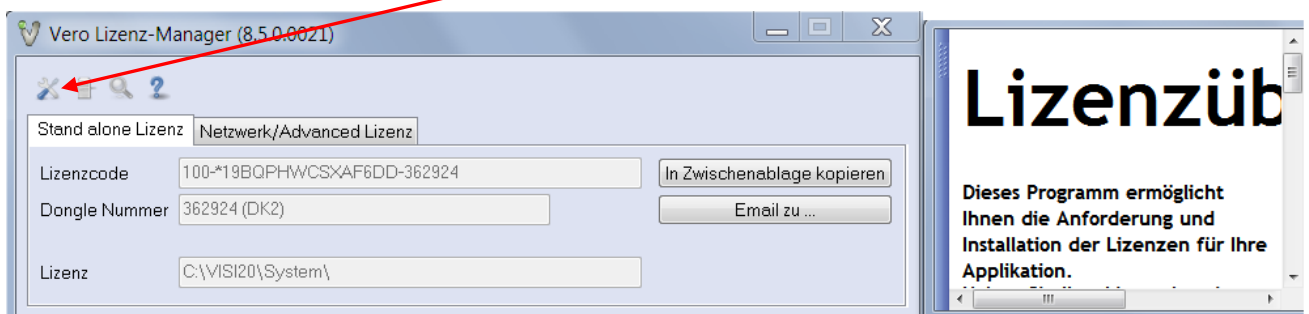 Vero Lizenz-Manager (8.5.0.0021)
Stand alone Lizenz
Netzwerk/Advanced Lizenz
Lizenzcode
100-*19BQPHWCSXAF6DD-362924
In Zwischenablage kopieren
Dongle Nummer
362924 (DK2)
Email zu ...
Lizenz
C:\VISI20\System\
Lizenzüb
Dieses Programm ermöglicht
Ihnen die Anforderung und
Installation der Lizenzen für Ihre
Applikation.